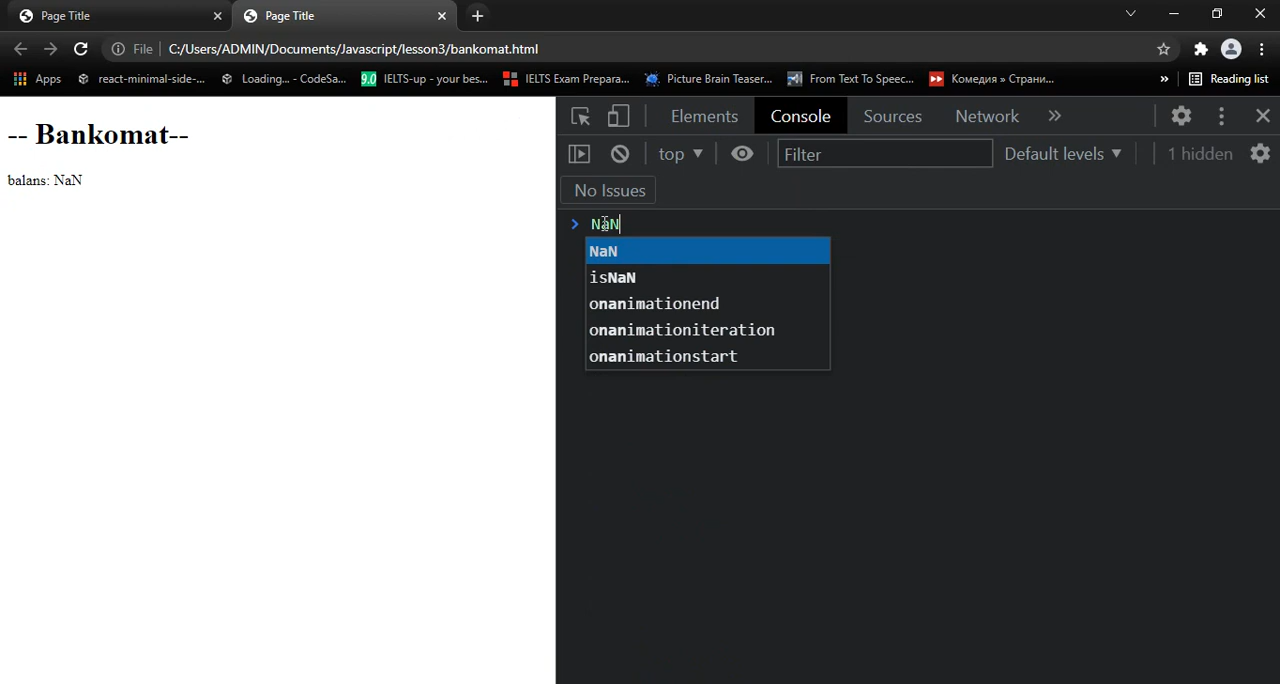 Page Title
Page Title
File
C:/Users/ADMIN/Documents/Javascript/lesson3/bankomat.html
Apps
react-minimal-side-...
Loading... - CodeSa...
9.0 IELTS-up - your bes...
IELTS Exam Prepara...
Picture Brain Teaser...
From Text To Speec...
Комедия » Страни...
»
Reading list
-- Bankomat--
balans: NaN
Elements
Console
Sources
Network
»
top
Filter
Default levels
1 hidden
No Issues
> NaN
NaN
isNaN
onanimationend
onanimationiteration
onanimationstart